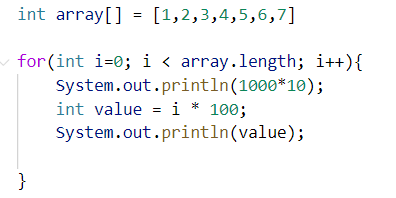 int array[] = [1,2,3,4,5,6,7]
for(int i=0; i < array.length; i++){
System.out.println(1000*10);
int value = i * 100;
System.out.println(value);
}